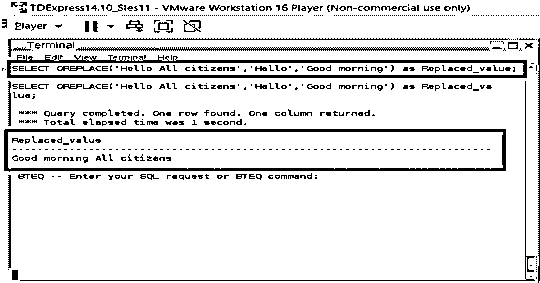 TDExpress14.10_Sles11 - VMware Workstation 16 Player (Non-commercial use only)
Player
Terminal
File Edit View Terminal Help
SELECT OREPLACE('Hello All citizens','Hello','Good morning') as Replaced_value;
SELECT OREPLACE('Hello All citizens','Hello','Good morning') as Replaced_va
lue;
*** Query completed. One row found. One column returned.
*** Total elapsed time was 1 second.
Replaced_value
Good morning All citizens
BTEQ -- Enter your SQL request or BTEQ command: